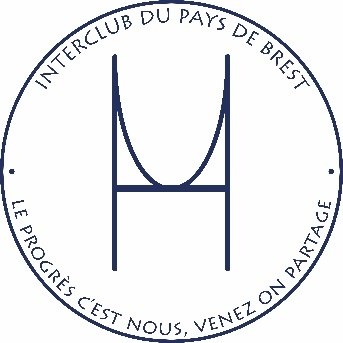 INTERCLUB DU PAYS DE BREST
LE PROGRÈS C'EST NOUS, VENEZ ON PARTAGE